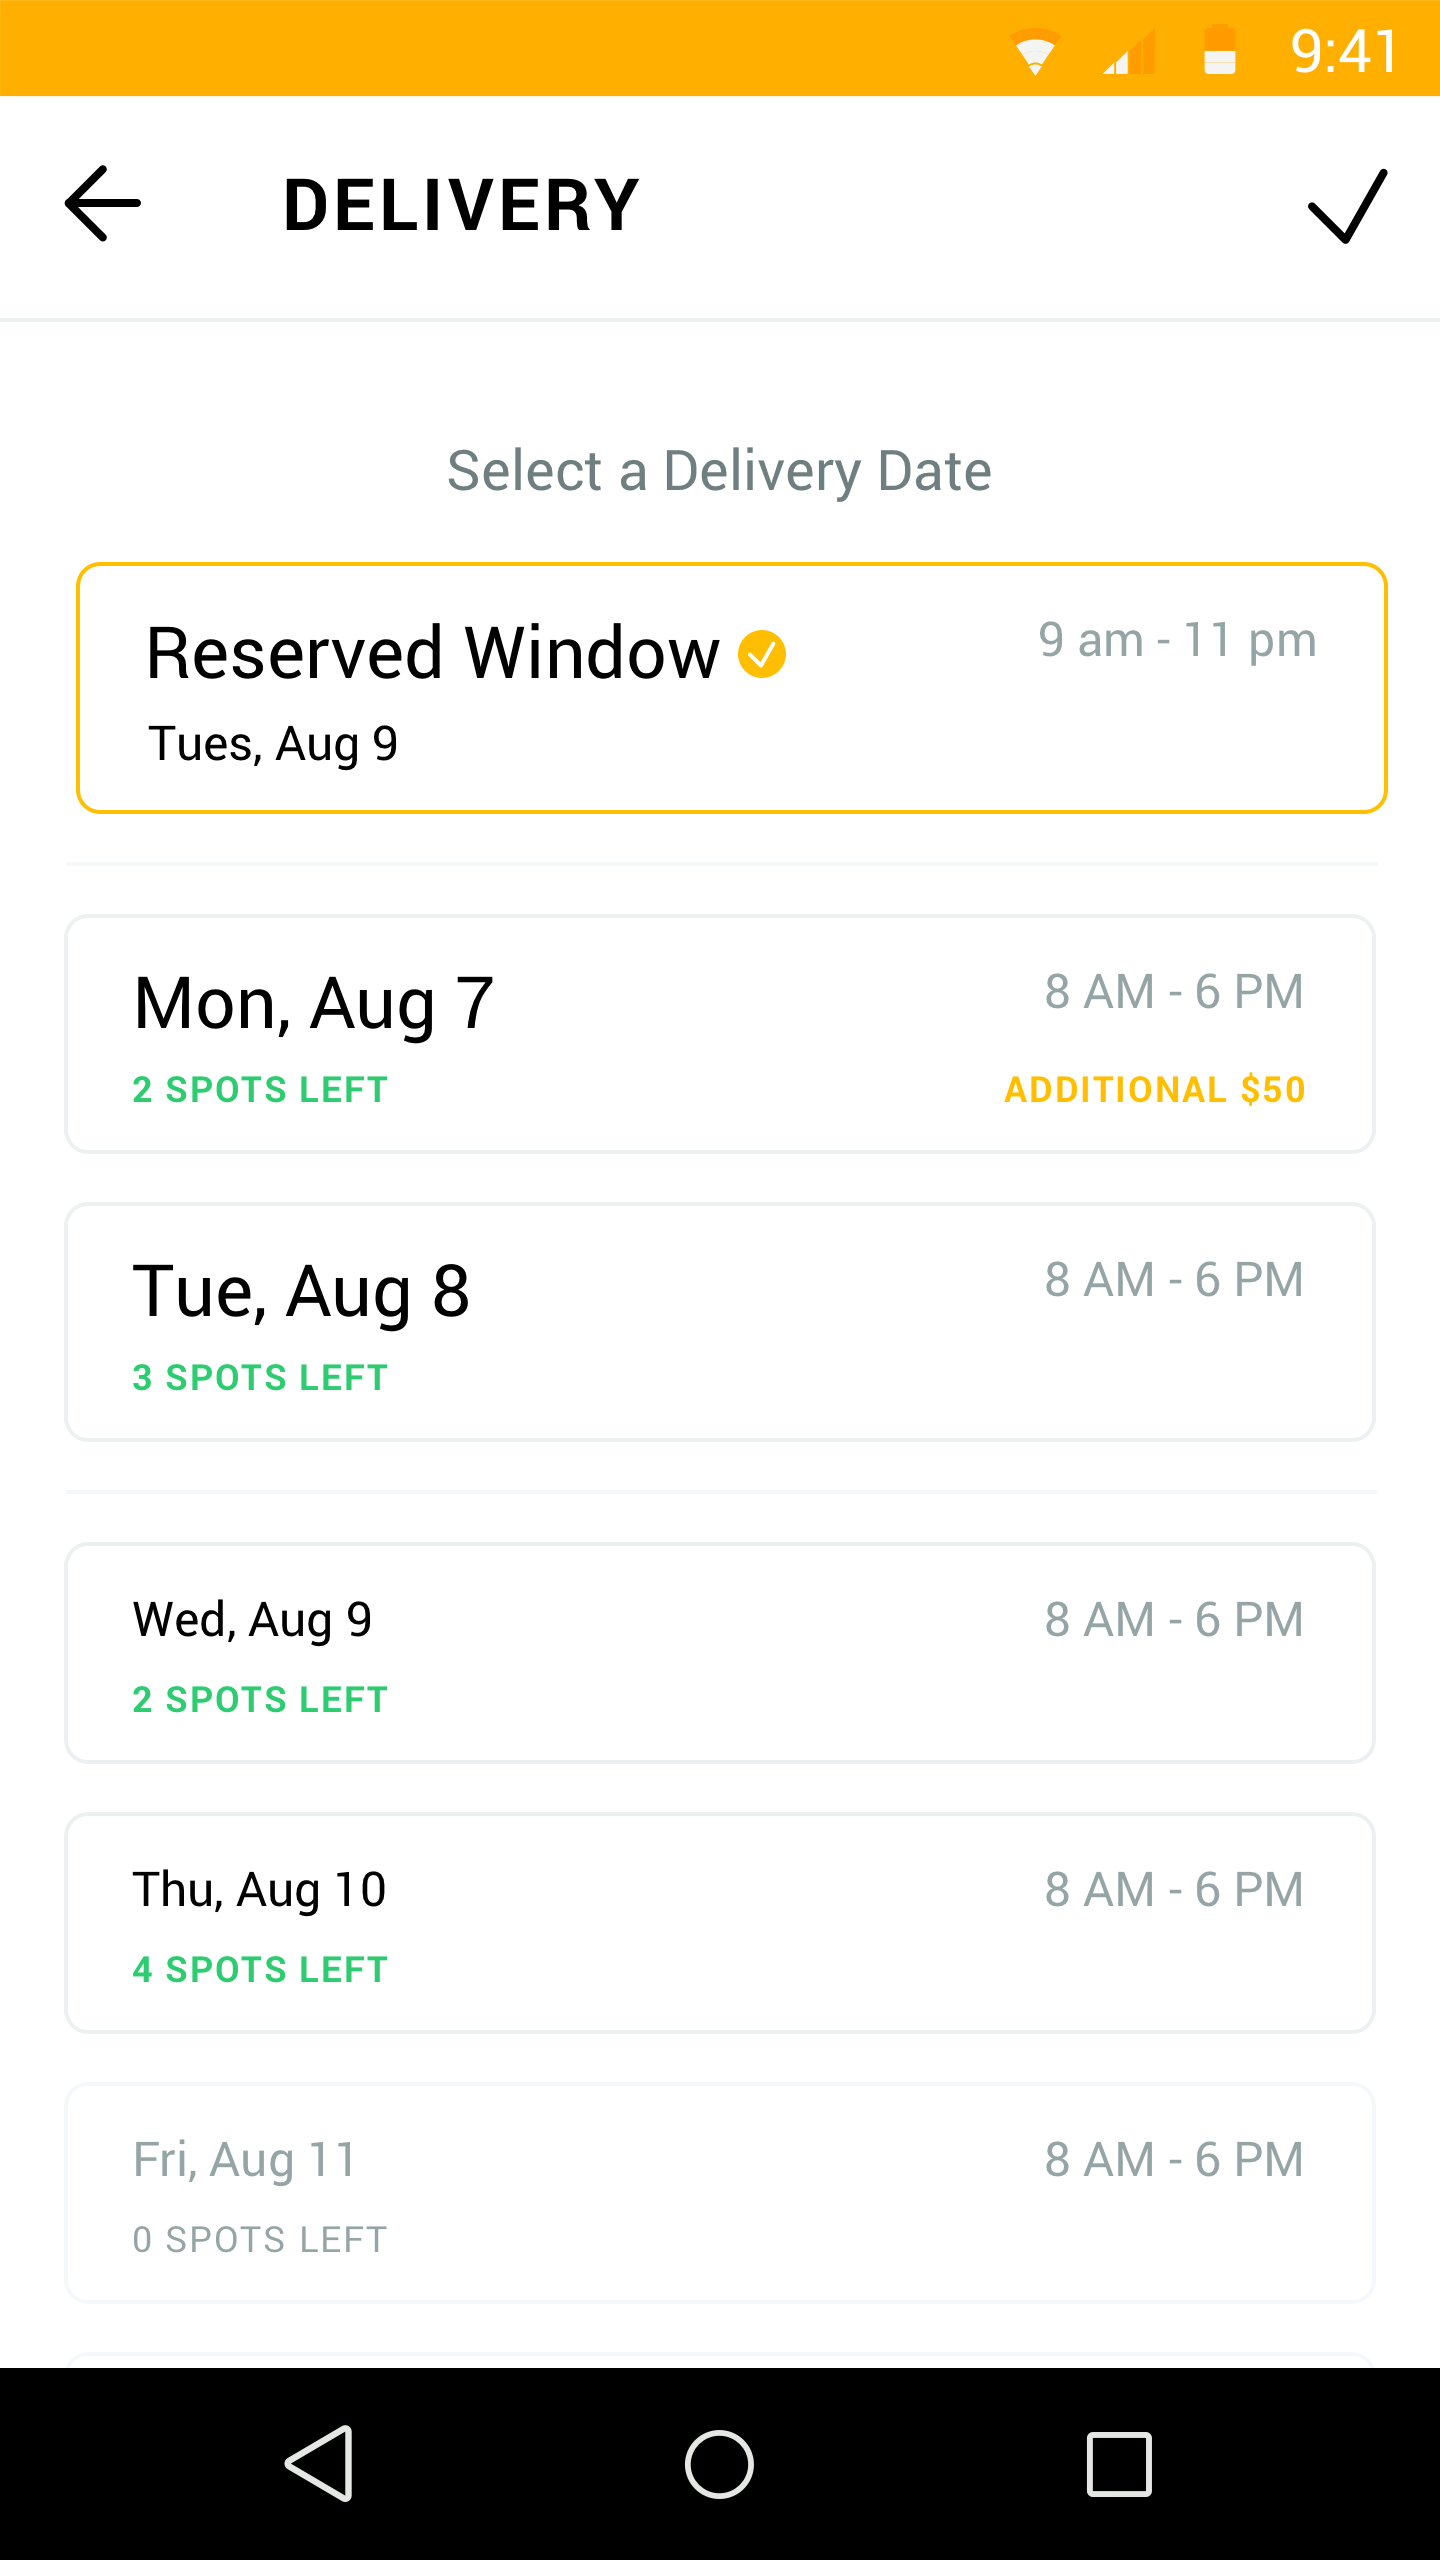 9:41
DELIVERY
Select a Delivery Date
Reserved Window
9 am - 11 pm
Tues, Aug 9
Mon, Aug 7
8 AM - 6 PM
2 SPOTS LEFT
ADDITIONAL $50
Tue, Aug 8
8 AM - 6 PM
3 SPOTS LEFT
Wed, Aug 9
8 AM - 6 PM
2 SPOTS LEFT
Thu, Aug 10
8 AM - 6 PM
4 SPOTS LEFT
Fri, Aug 11
8 AM - 6 PM
0 SPOTS LEFT